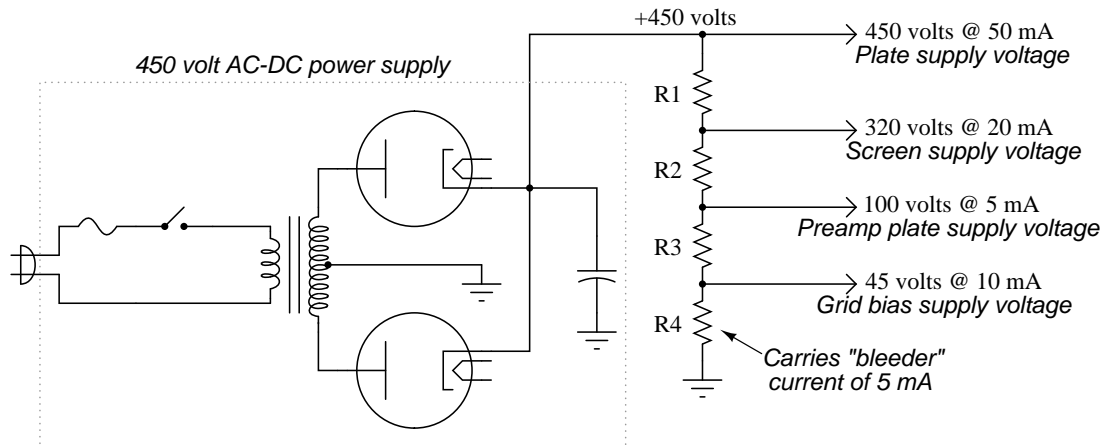 +450 volts
450 volts @ 50 mA
Plate supply voltage
450 volt AC-DC power supply
R1
320 volts @ 20 mA
Screen supply voltage
R2
100 volts @ 5 mA
Preamp plate supply voltage
R3
45 volts @ 10 mA
Grid bias supply voltage
R4
Carries "bleeder"
current of 5 mA